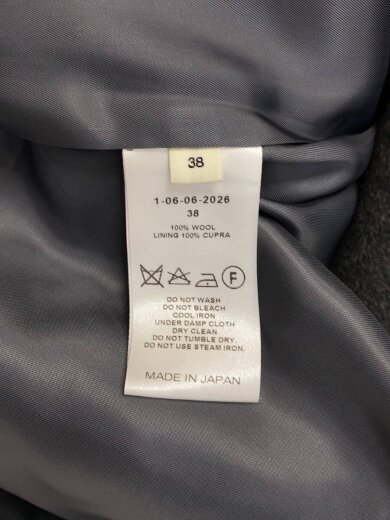 38
1-06-06-2026
38
100% WOOL
LINING 100% CUPRA
F
DO NOT WASH
DO NOT BLEACH
COOL IRON
UNDER DAMP CLOTH
DRY CLEAN
DO NOT TUMBLE DRY.
DO NOT USE STEAM IRON.
MADE IN JAPAN